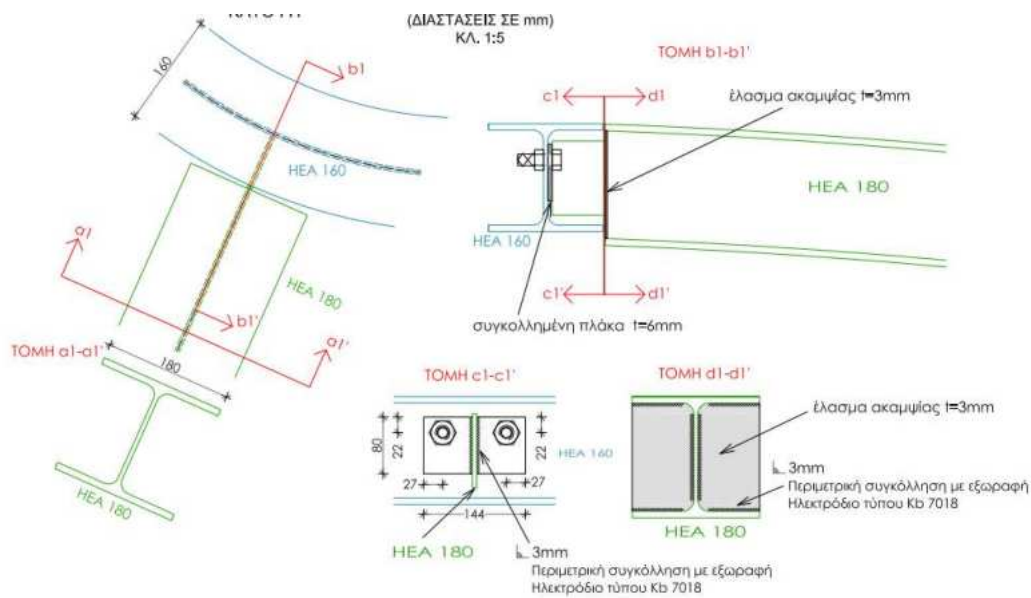 ΚΑΤΟΨΗ
(ΔΙΑΣΤΑΣΕΙΣ ΣΕ mm)
ΚΛ. 1:5
160
b1
HEA 160
a1
HEA 180
b1'
a1'
ΤΟΜΗ a1-a1'
180
HEA 180
ΤΟΜΗ b1-b1'
c1
d1
έλασμα ακαμψίας t=3mm
HEA 180
HEA 160
c1'
d1'
συγκολλημένη πλάκα t=6mm
ΤΟΜΗ c1-c1'
80
22
22
HEA 160
27
27
144
HEA 180
3mm
Περιμετρική συγκόλληση με εξωραφή
Ηλεκτρόδιο τύπου Kb 7018
ΤΟΜΗ d1-d1'
έλασμα ακαμψίας t=3mm
3mm
Περιμετρική συγκόλληση με εξωραφή
Ηλεκτρόδιο τύπου Kb 7018
HEA 180